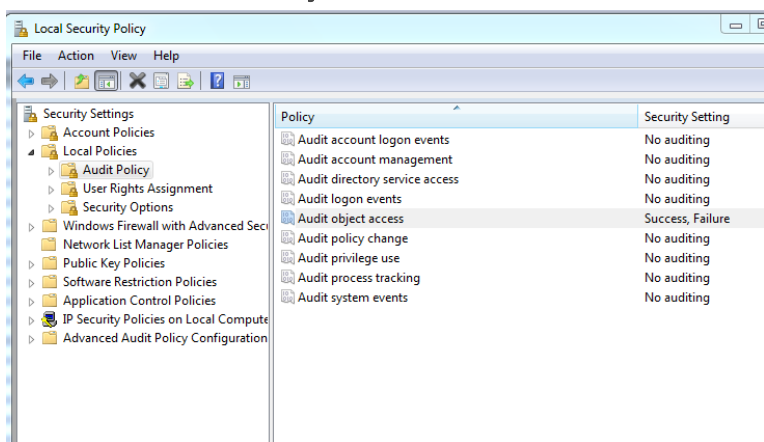 Local Security Policy
File Action View Help
Security Settings
Account Policies
Local Policies
Audit Policy
User Rights Assignment
Security Options
Windows Firewall with Advanced Secu
Network List Manager Policies
Public Key Policies
Software Restriction Policies
Application Control Policies
IP Security Policies on Local Compute
Advanced Audit Policy Configuration
Policy Security Setting
Audit account logon events No auditing
Audit account management No auditing
Audit directory service access No auditing
Audit logon events No auditing
Audit object access Success, Failure
Audit policy change No auditing
Audit privilege use No auditing
Audit process tracking No auditing
Audit system events No auditing